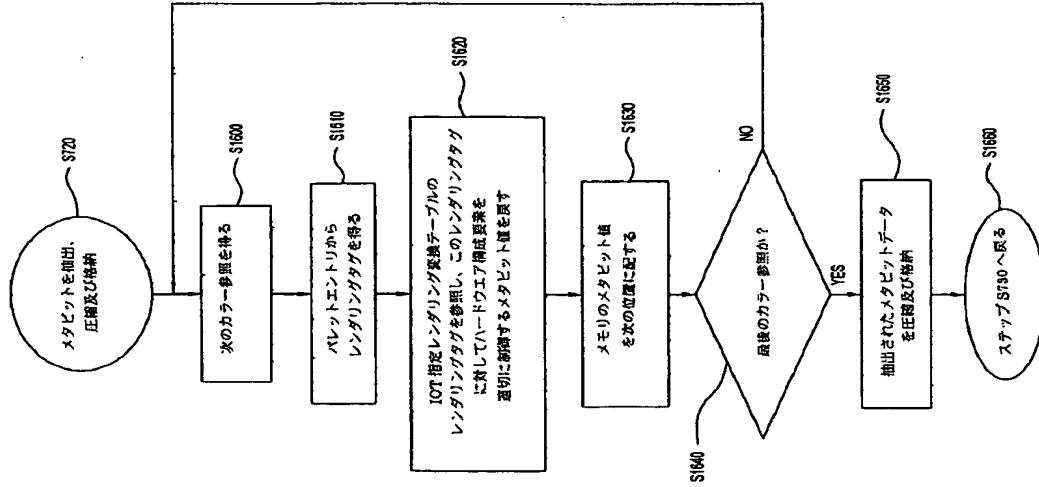 メタビットを抽出、
圧縮及び格納
S720
次のカラー参照を得る
S1600
パレットエントリから
レンダリングタグを得る
S1610
IOT指定レンダリング変換テーブルの
レンダリングタグを参照し、このレンダリングタグ
に対してハードウエア構成要素を
適切に制御するメタビット値を戻す
S1620
メモリのメタビット値
を次の位置に配する
S1630
最後のカラー参照か?
S1640
NO
YES
抽出されたメタビットデータ
を圧縮及び格納
S1650
ステップS730へ戻る
S1660